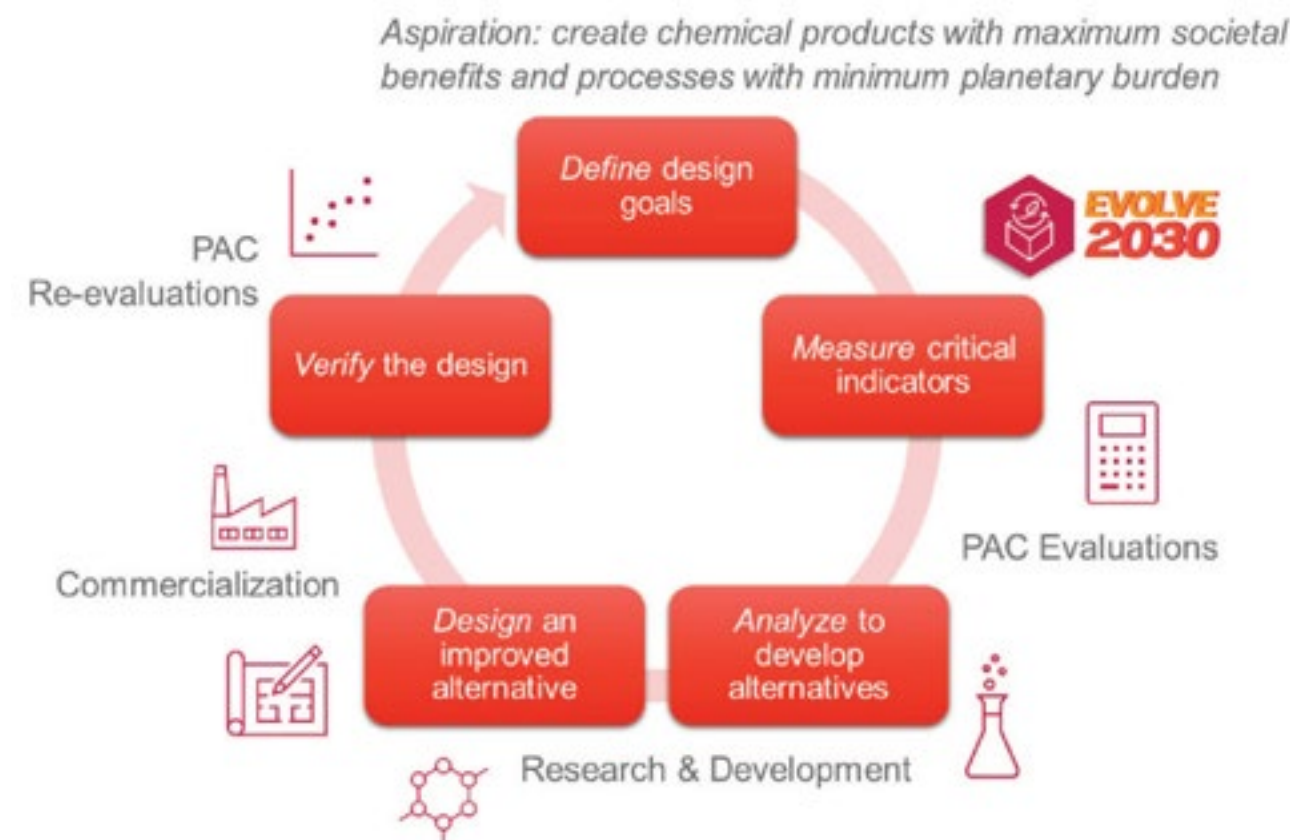 Aspiration: create chemical products with maximum societal
benefits and processes with minimum planetary burden
Define design
goals
EVOLVE
2030
PAC
Re-evaluations
Verify the design
Measure critical
indicators
PAC Evaluations
Commercialization
Design an
improved
alternative
Analyze to
develop
alternatives
Research & Development